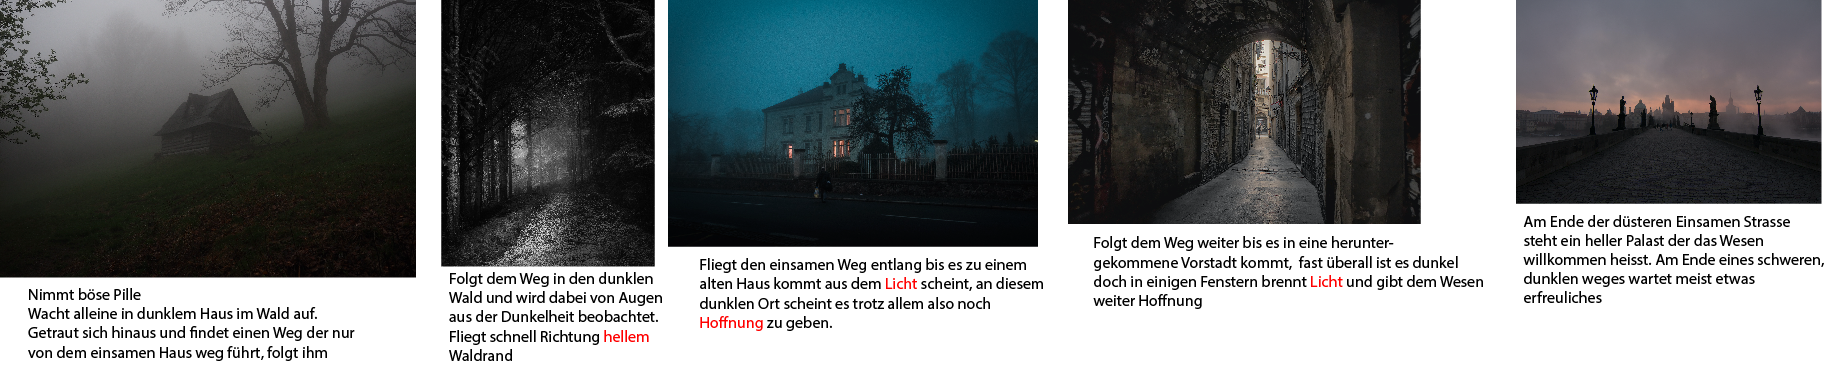 Nimmt böse Pille
Wacht alleine in dunklem Haus im Wald auf.
Getraut sich hinaus und findet einen Weg der nur
von dem einsamen Haus weg führt, folgt ihm
Folgt dem Weg in den dunklen
Wald und wird dabei von Augen
aus der Dunkelheit beobachtet.
Fliegt schnell Richtung hellem
Waldrand
Fliegt den einsamen Weg entlang bis es zu einem
alten Haus kommt aus dem Licht scheint, an diesem
dunklen Ort scheint es trotz allem also noch
Hoffnung zu geben.
Folgt dem Weg weiter bis es in eine herunter-
gekommene Vorstadt kommt, fast überall ist es dunkel
doch in einigen Fenstern brennt Licht und gibt dem Wesen
weiter Hoffnung
Am Ende der düsteren Einsamen Strasse
steht ein heller Palast der das Wesen
willkommen heisst. Am Ende eines schweren,
dunklen weges wartet meist etwas
erfreuliches